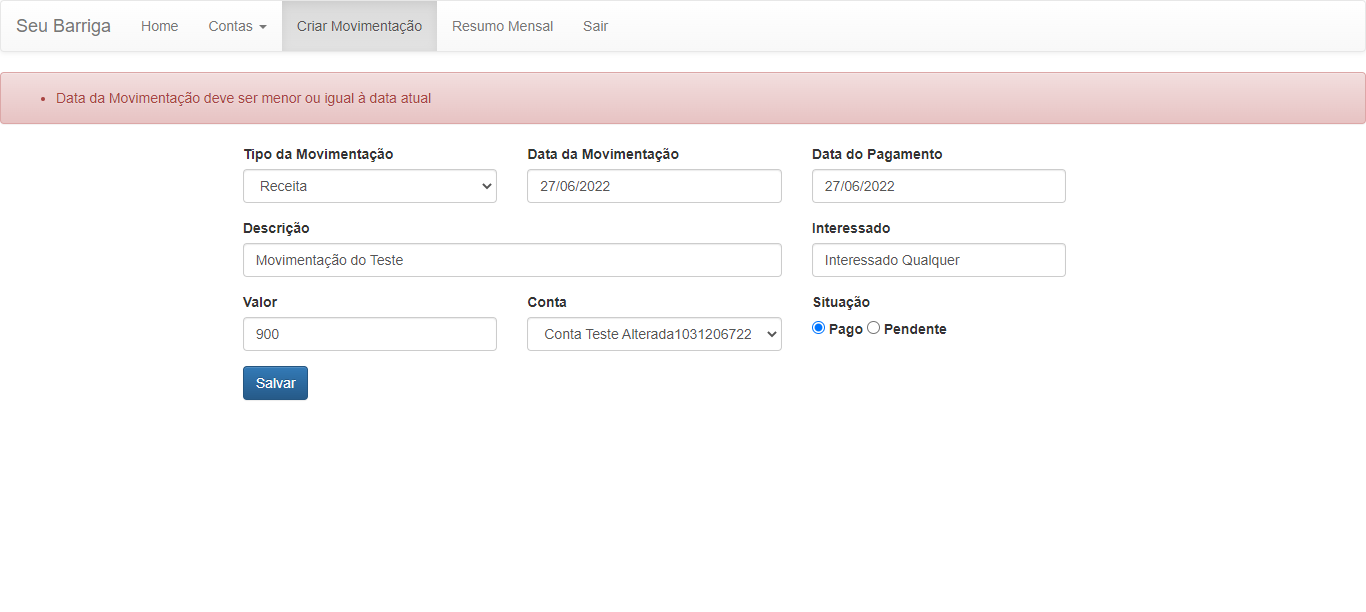 Seu Barriga Home Contas Criar Movimentação Resumo Mensal Sair
Data da Movimentação deve ser menor ou igual à data atual
Tipo da Movimentação Data da Movimentação Data do Pagamento
Receita 27/06/2022 27/06/2022
Descrição Interessado
Movimentação do Teste Interessado Qualquer
Valor Conta Situação
900 Conta Teste Alterada1031206722 Pago Pendente
Salvar